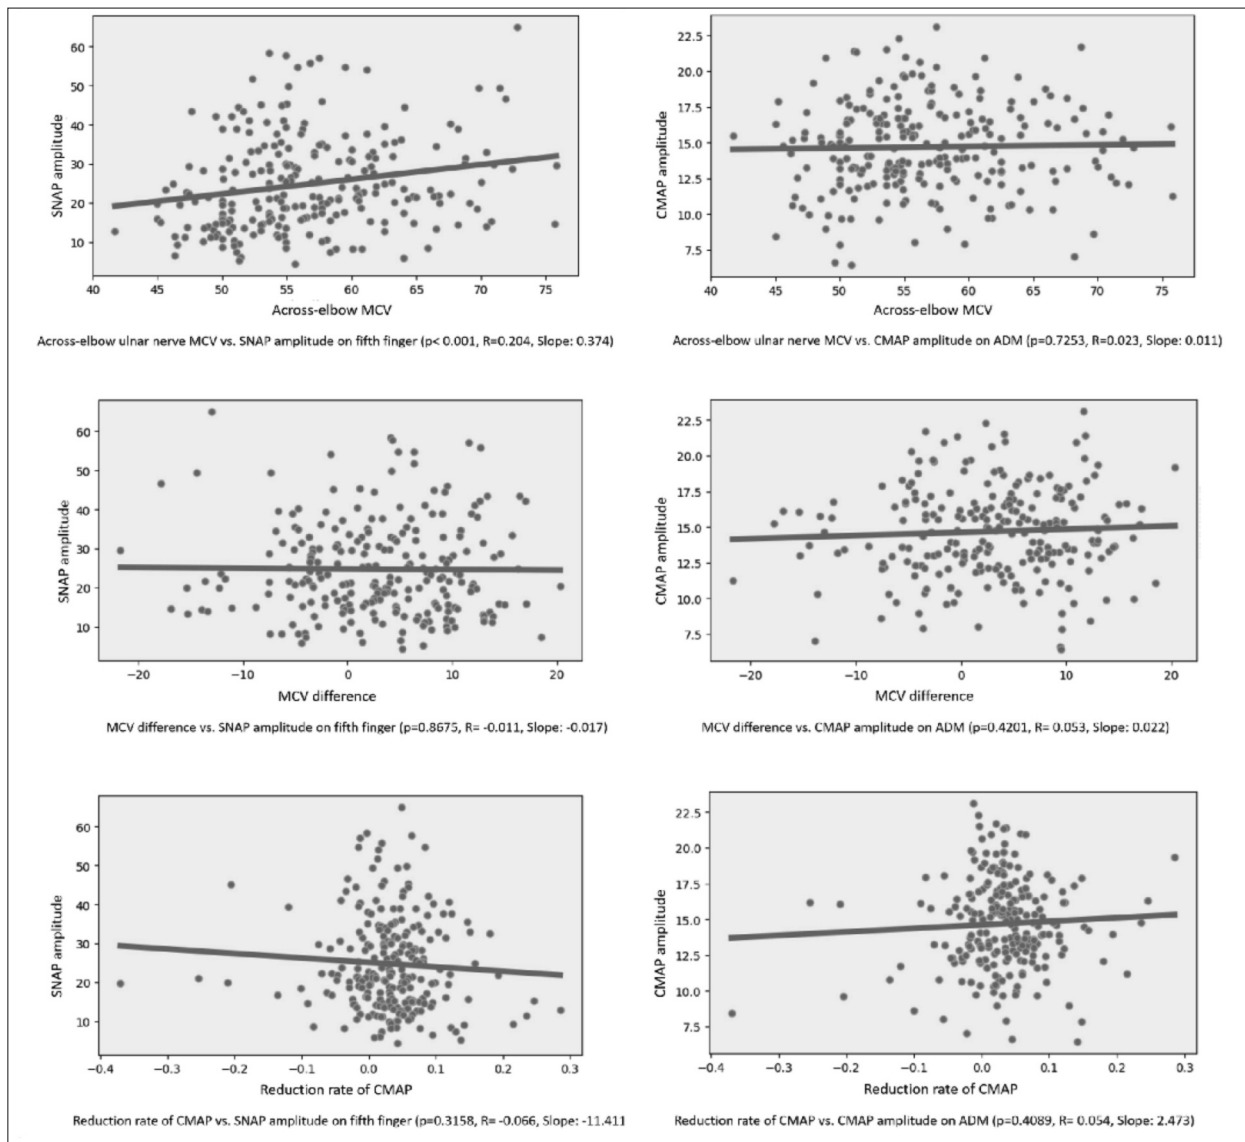 60
50
40
30
20
10
SNAP amplitude
40 45 50 55 60 65 70 75
Across-elbow MCV
Across-elbow ulnar nerve MCV vs. SNAP amplitude on fifth finger (p< 0.001, R=0.204, Slope: 0.374)
22.5
20.0
17.5
15.0
12.5
10.0
7.5
CMAP amplitude
40 45 50 55 60 65 70 75
Across-elbow MCV
Across-elbow ulnar nerve MCV vs. CMAP amplitude on ADM (p=0.7253, R=0.023, Slope: 0.011)
60
50
40
30
20
10
SNAP amplitude
−20 −10 0 10 20
MCV difference
MCV difference vs. SNAP amplitude on fifth finger (p=0.8675, R= -0.011, Slope: -0.017)
22.5
20.0
17.5
15.0
12.5
10.0
7.5
CMAP amplitude
−20 −10 0 10 20
MCV difference
MCV difference vs. CMAP amplitude on ADM (p=0.4201, R= 0.053, Slope: 0.022)
60
50
40
30
20
10
SNAP amplitude
−0.4 −0.3 −0.2 −0.1 0.0 0.1 0.2 0.3
Reduction rate of CMAP
Reduction rate of CMAP vs. SNAP amplitude on fifth finger (p=0.3158, R= -0.066, Slope: -11.411
22.5
20.0
17.5
15.0
12.5
10.0
7.5
CMAP amplitude
−0.4 −0.3 −0.2 −0.1 0.0 0.1 0.2 0.3
Reduction rate of CMAP
Reduction rate of CMAP vs. CMAP amplitude on ADM (p=0.4089, R= 0.054, Slope: 2.473)